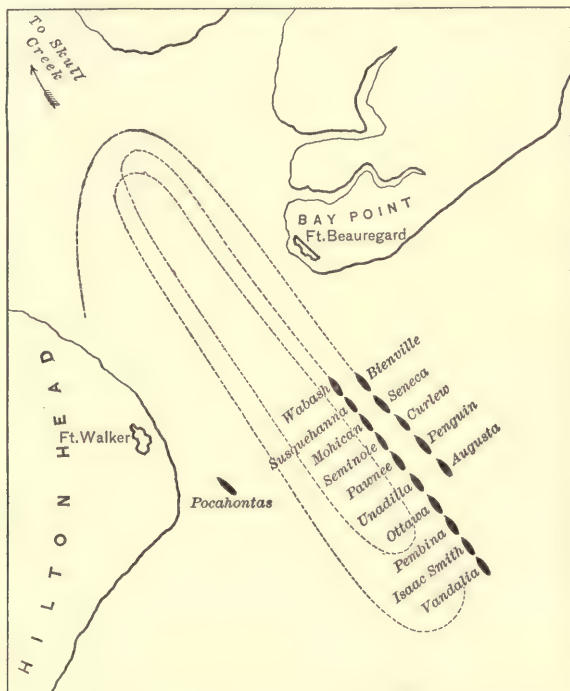 To Skull
Creek
BAY POINT
Ft. Beauregard
Bienville
Seneca
Curlew
Penguin
Augusta
Wabash
Susquehanna
Mohican
Seminole
Pawnee
Unadilla
Ottawa
Pembina
Isaac Smith
Vandalia
Ft. Walker
Pocahontas
HILTON HEAD